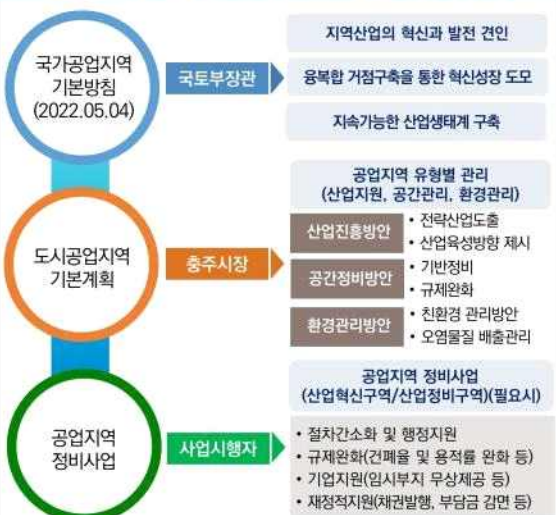 국가공업지역
기본방침
(2022.05.04)
국토부장관
지역산업의 혁신과 발전 견인
융복합 거점구축을 통한 혁신성장 도모
지속가능한 산업생태계 구축
도시공업지역
기본계획
충주시장
공업지역 유형별 관리
(산업지원, 공간관리, 환경관리)
산업진흥방안
• 전략산업도출
• 산업육성방향 제시
공간정비방안
• 기반정비
• 규제완화
환경관리방안
• 친환경 관리방안
• 오염물질 배출관리
공업지역
정비사업
사업시행자
공업지역 정비사업
(산업혁신구역/산업정비구역)(필요시)
• 절차간소화 및 행정지원
• 규제완화(건폐율 및 용적률 완화 등)
• 기업지원(임시부지 무상제공 등)
• 재정적지원(채권발행, 부담금 감면 등)